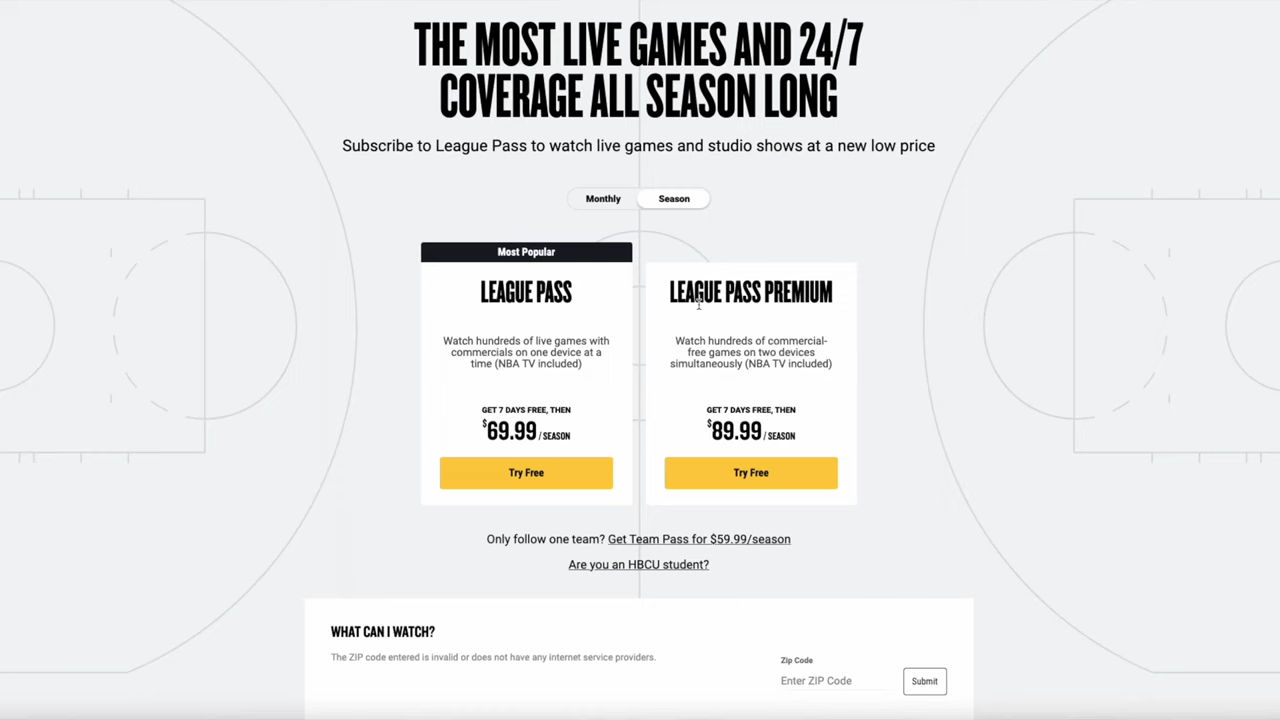 THE MOST LIVE GAMES AND 24/7
COVERAGE ALL SEASON LONG
Subscribe to League Pass to watch live games and studio shows at a new low price
Monthly
Season
Most Popular
LEAGUE PASS
Watch hundreds of live games with
commercials on one device at a
time (NBA TV included)
GET 7 DAYS FREE, THEN
$69.99 / SEASON
Try Free
LEAGUE PASS PREMIUM
Watch hundreds of commercial-
free games on two devices
simultaneously (NBA TV included)
GET 7 DAYS FREE, THEN
$89.99 / SEASON
Try Free
Only follow one team? Get Team Pass for $59.99/season
Are you an HBCU student?
WHAT CAN I WATCH?
The ZIP code entered is invalid or does not have any internet service providers.
Zip Code
Enter ZIP Code
Submit